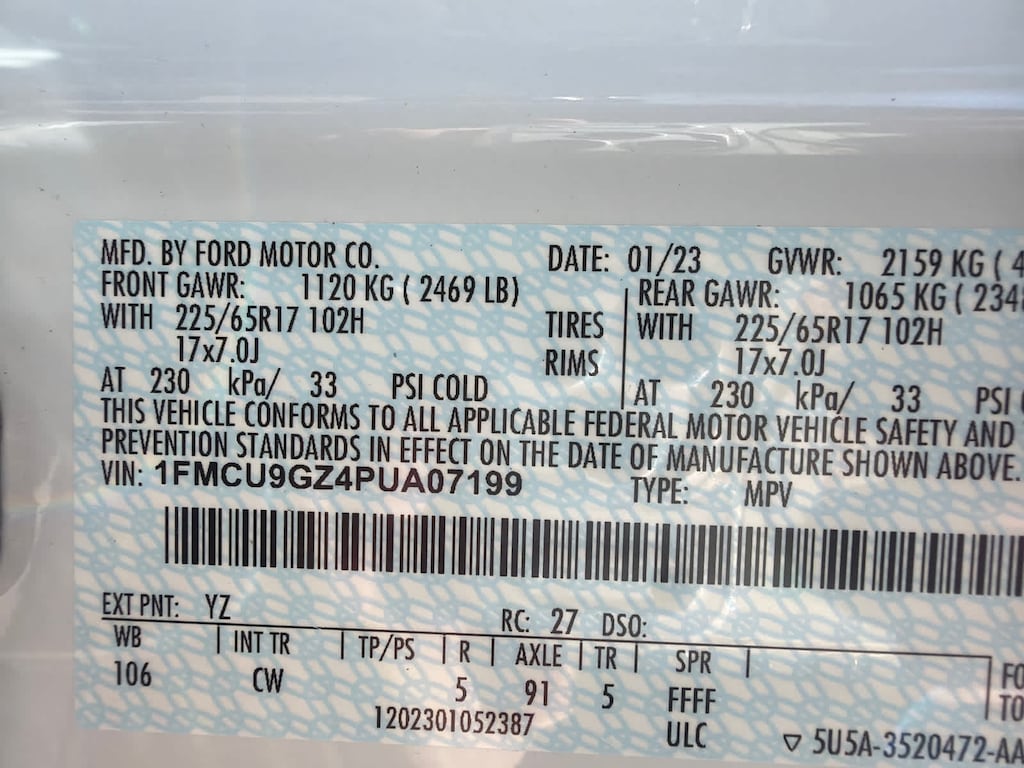 MFD. BY FORD MOTOR CO. DATE: 01/23 GVWR: 2159 KG ( 4
FRONT GAWR: 1120 KG ( 2469 LB) REAR GAWR: 1065 KG ( 234
WITH 225/65R17 102H TIRES WITH 225/65R17 102H
17x7.0J RIMS 17x7.0J
AT 230 kPa/ 33 PSI COLD AT 230 kPa/ 33 PSI
THIS VEHICLE CONFORMS TO ALL APPLICABLE FEDERAL MOTOR VEHICLE SAFETY AND
PREVENTION STANDARDS IN EFFECT ON THE DATE OF MANUFACTURE SHOWN ABOVE.
VIN: 1FMCU9GZ4PUA07199 TYPE: MPV
EXT PNT: YZ RC: 27 DSO:
WB INT TR TP/PS R AXLE TR SPR FO
106 CW 5 91 5 FFFF TO
1202301052387 ULC ▽ 5U5A-3520472-AA